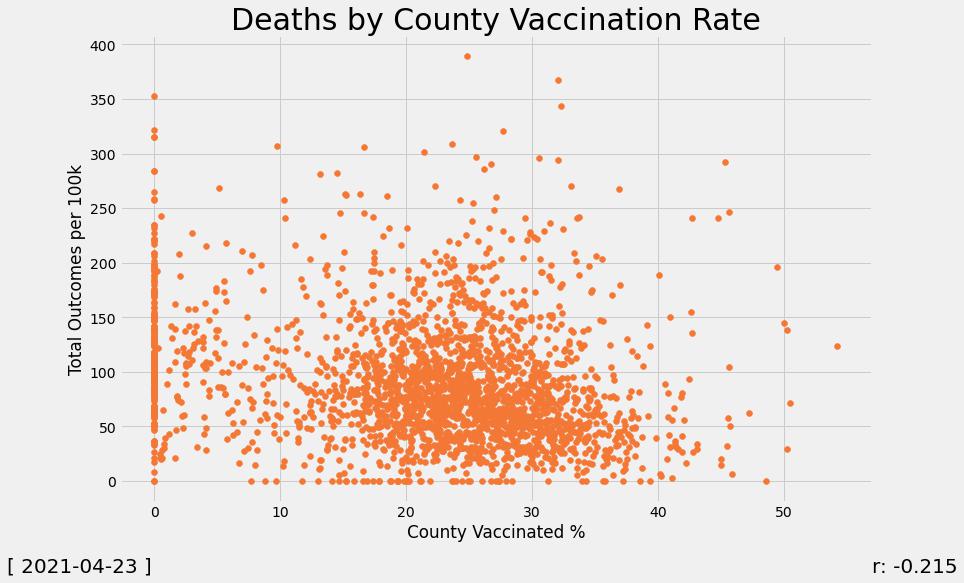 Deaths by County Vaccination Rate
400
350
300
250
200
150
100
50
0
Total Outcomes per 100k
0 10 20 30 40 50
County Vaccinated %
[ 2021-04-23 ] r: -0.215